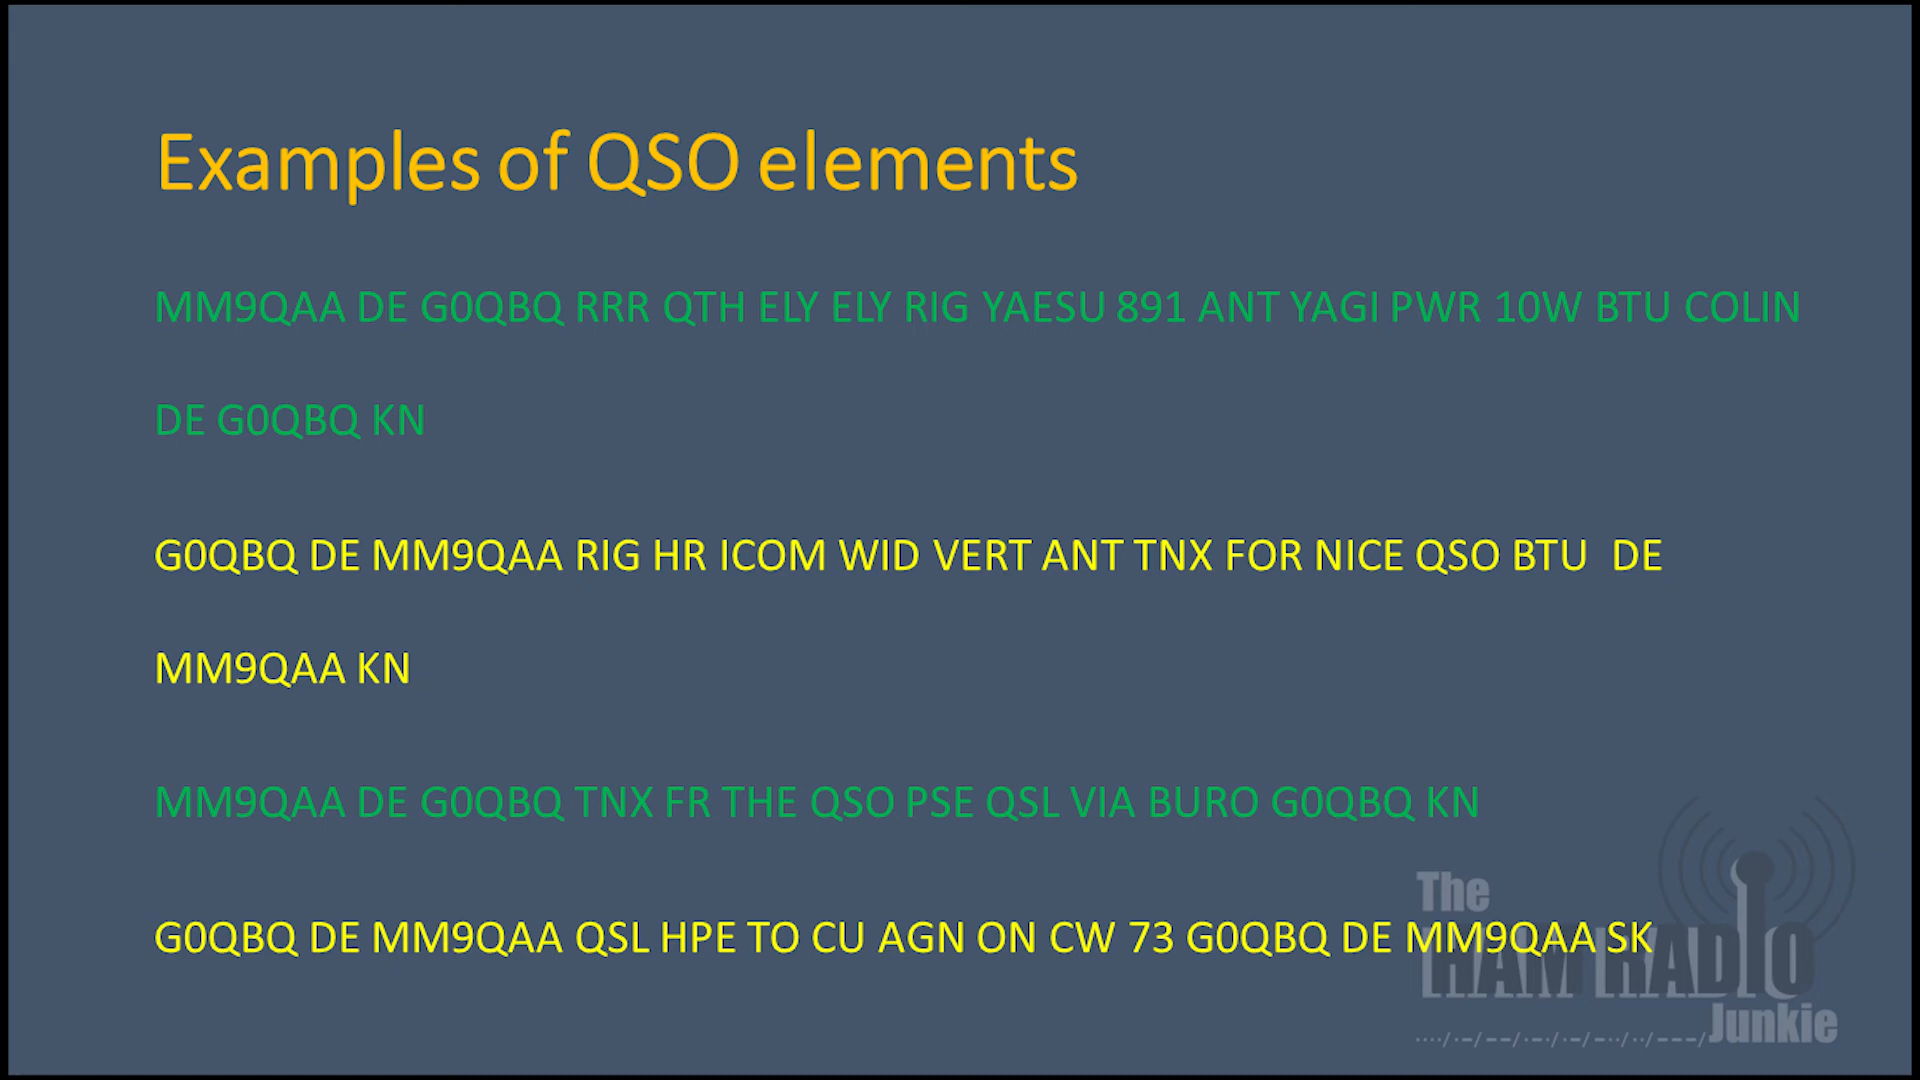 Examples of QSO elements
MM9QAA DE G0QBQ RRR QTH ELY ELY RIG YAESU 891 ANT YAGI PWR 10W BTU COLIN
DE G0QBQ KN
G0QBQ DE MM9QAA RIG HR ICOM WID VERT ANT TNX FOR NICE QSO BTU  DE
MM9QAA KN
MM9QAA DE G0QBQ TNX FR THE QSO PSE QSL VIA BURO G0QBQ KN
G0QBQ DE MM9QAA QSL HPE TO CU AGN ON CW 73 G0QBQ DE MM9QAA SK
The
HAM RADIO
Junkie
····/·–/––/·–·/·–/–··/··/–––/